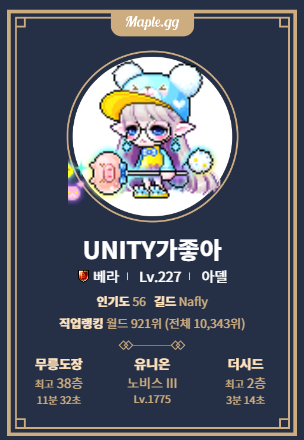 Maple.gg
UNITY가좋아
베라 Lv.227 아델
인기도 56 길드 Nafly
직업랭킹 월드 921위 (전체 10,343위)
무릉도장 유니온 더시드
최고 38층 노비스 III 최고 2층
11분 32초 Lv.1775 3분 14초